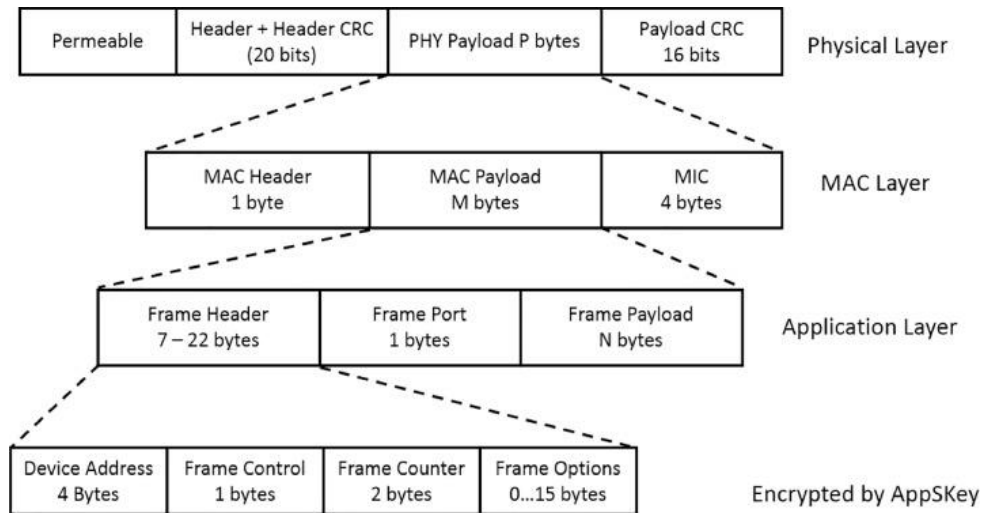 Permeable
Header + Header CRC
(20 bits)
PHY Payload P bytes
Payload CRC
16 bits
Physical Layer
MAC Header
1 byte
MAC Payload
M bytes
MIC
4 bytes
MAC Layer
Frame Header
7 – 22 bytes
Frame Port
1 bytes
Frame Payload
N bytes
Application Layer
Device Address
4 Bytes
Frame Control
1 bytes
Frame Counter
2 bytes
Frame Options
0...15 bytes
Encrypted by AppSKey